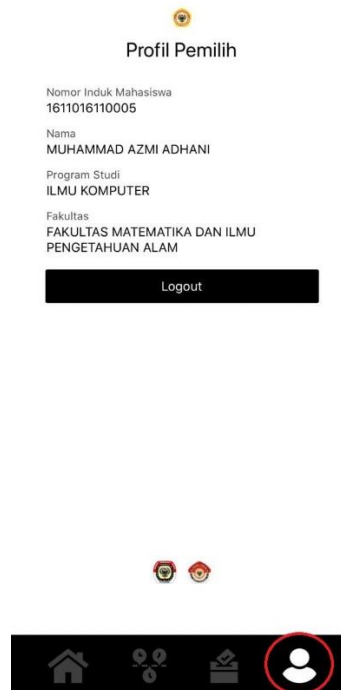 Profil Pemilih
Nomor Induk Mahasiswa
1611016110005
Nama
MUHAMMAD AZMI ADHANI
Program Studi
ILMU KOMPUTER
Fakultas
FAKULTAS MATEMATIKA DAN ILMU
PENGETAHUAN ALAM
Logout